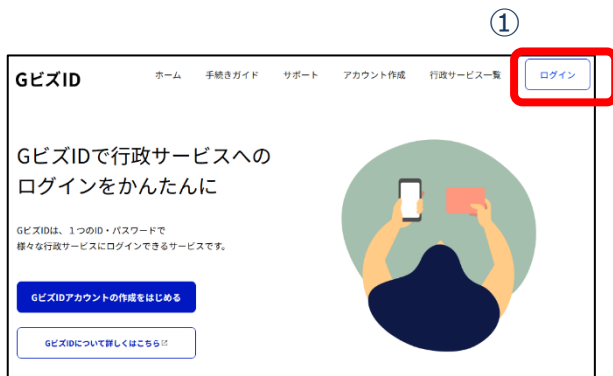 ①
GビズID
ホーム 手続きガイド サポート アカウント作成 行政サービス一覧 ログイン
GビズIDで行政サービスへの
ログインをかんたんに
GビズIDは、1つのID・パスワードで
様々な行政サービスにログインできるサービスです。
GビズIDアカウントの作成をはじめる
GビズIDについて詳しくはこちら